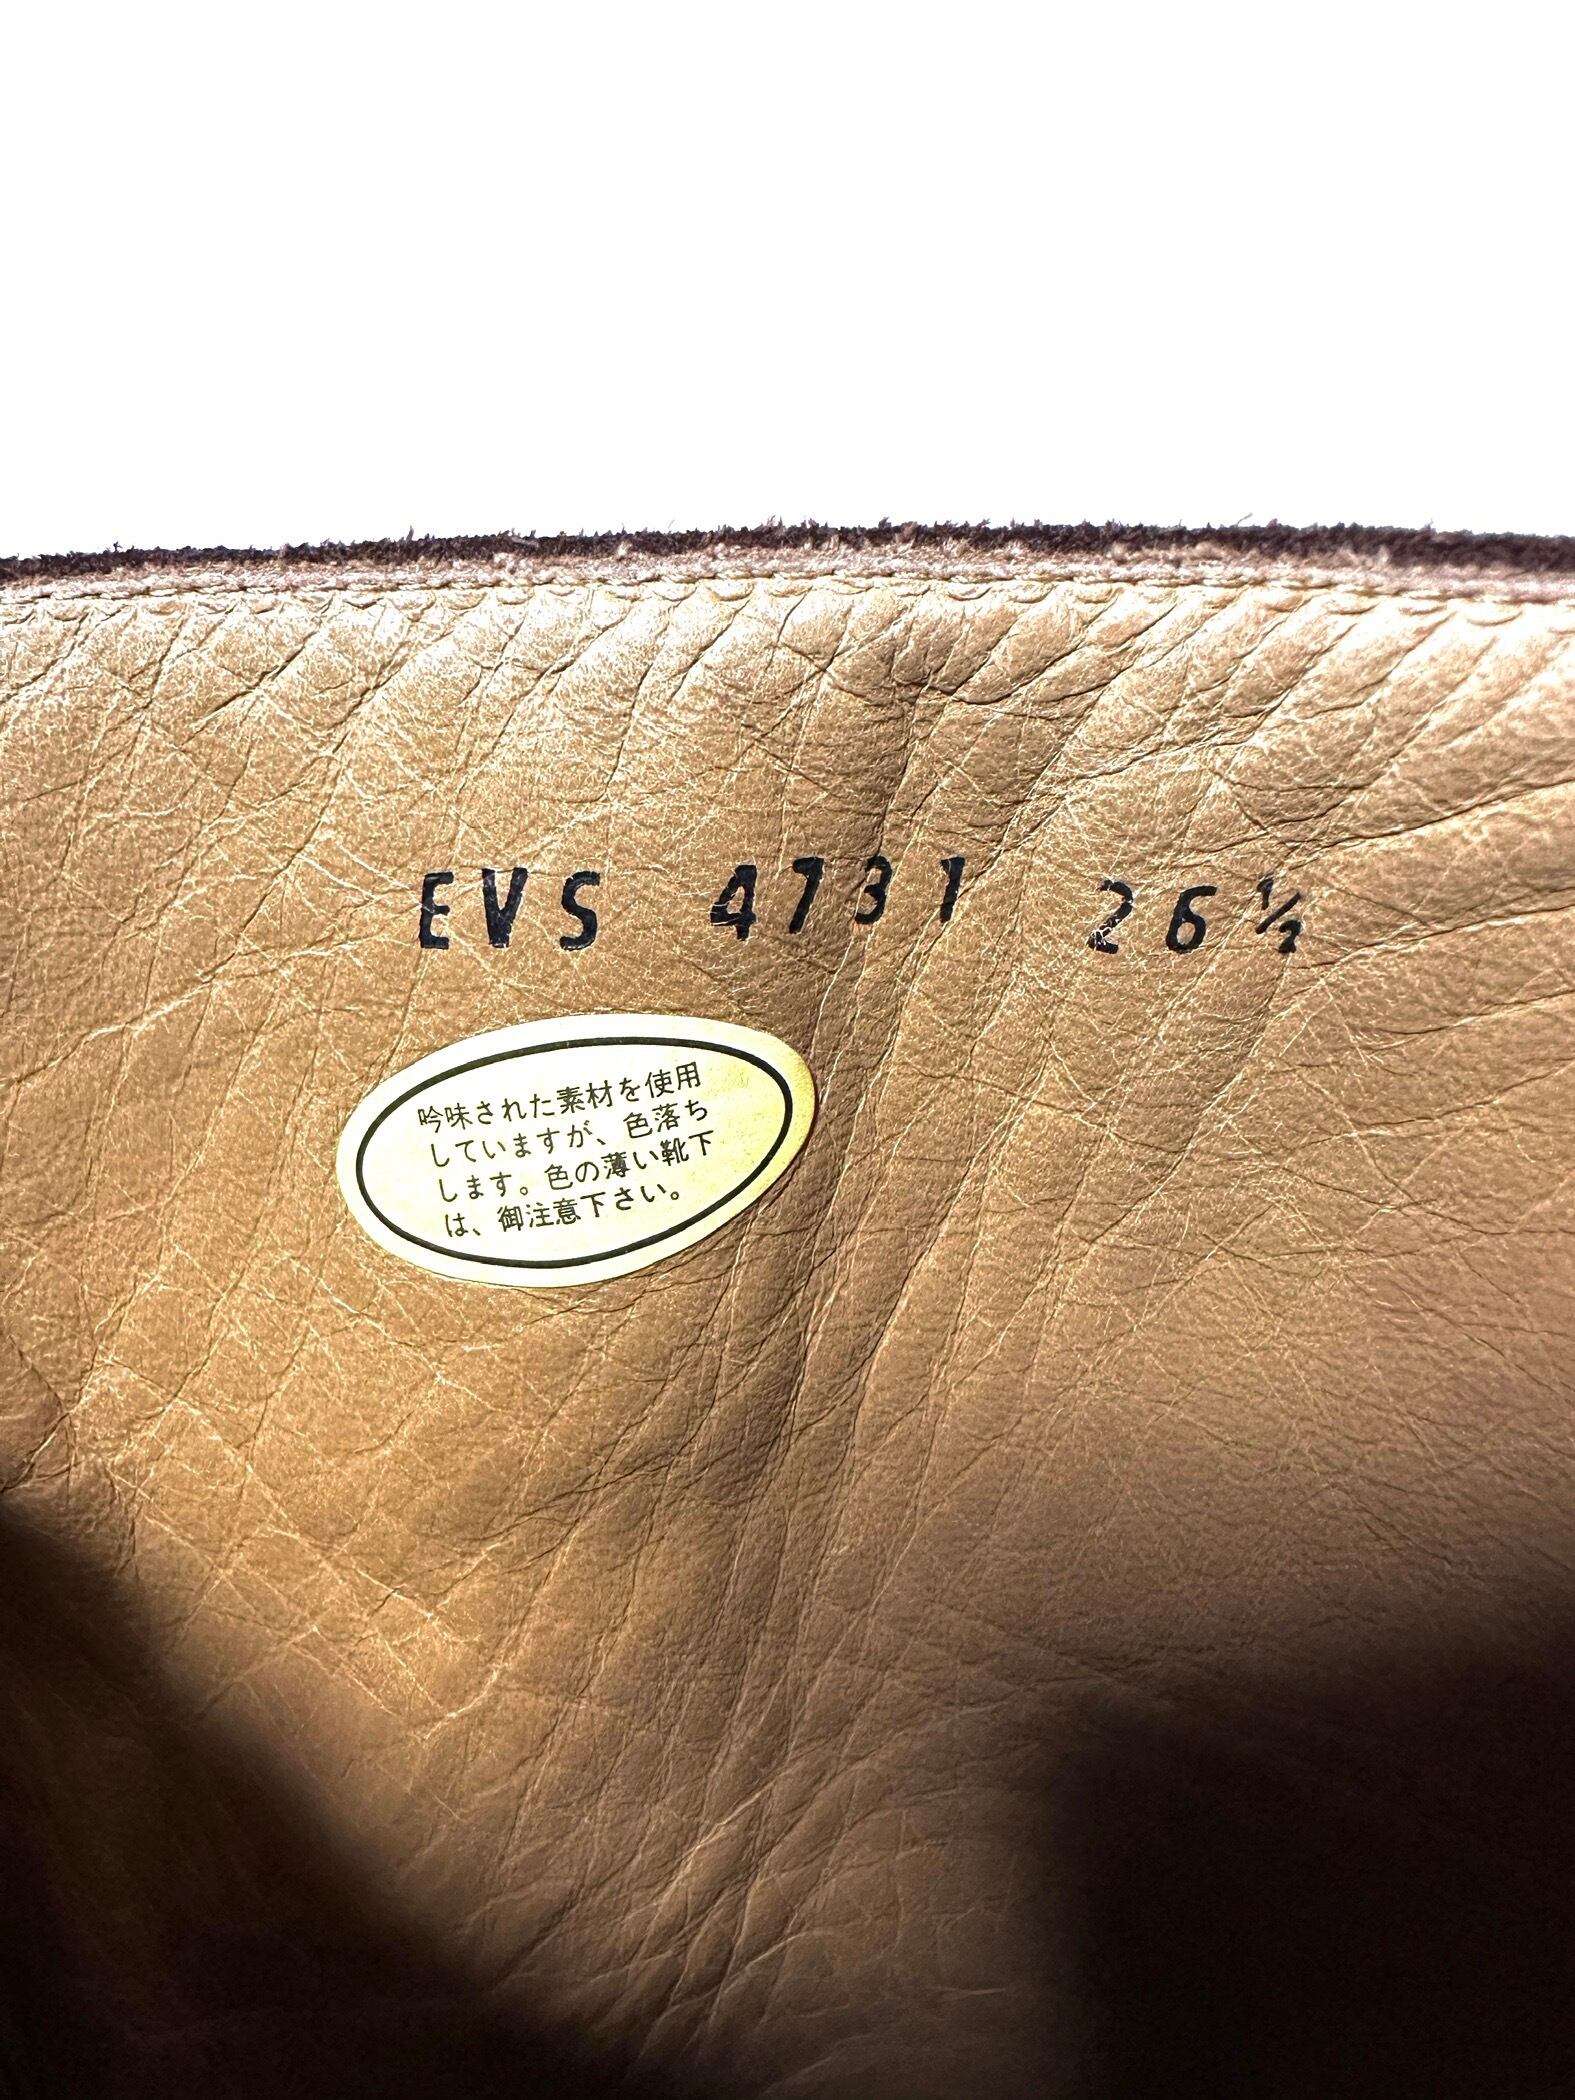 EVS 4731 26½
吟味された素材を使用
していますが、色落ち
します。色の薄い靴下
は、御注意下さい。